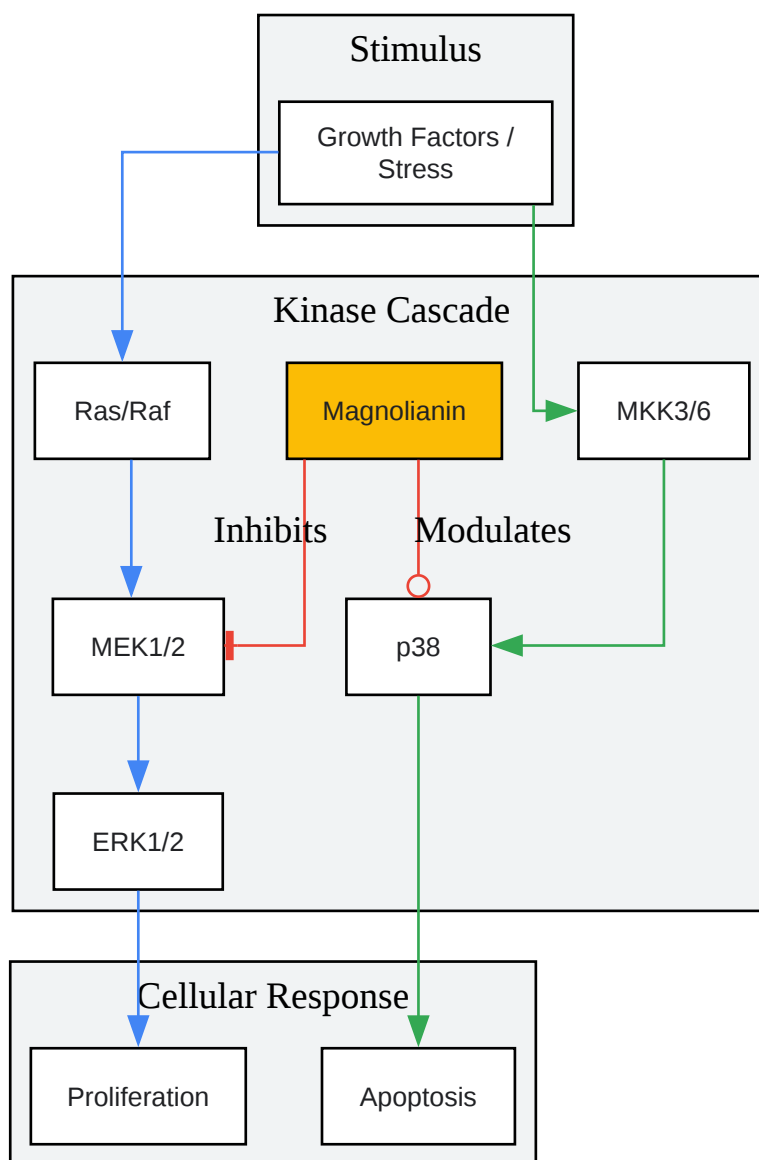 Stimulus
Growth Factors /
Stress
Kinase Cascade
Ras/Raf
Magnolianin
MKK3/6
Inhibits
Modulates
MEK1/2
p38
ERK1/2
Cellular Response
Proliferation
Apoptosis